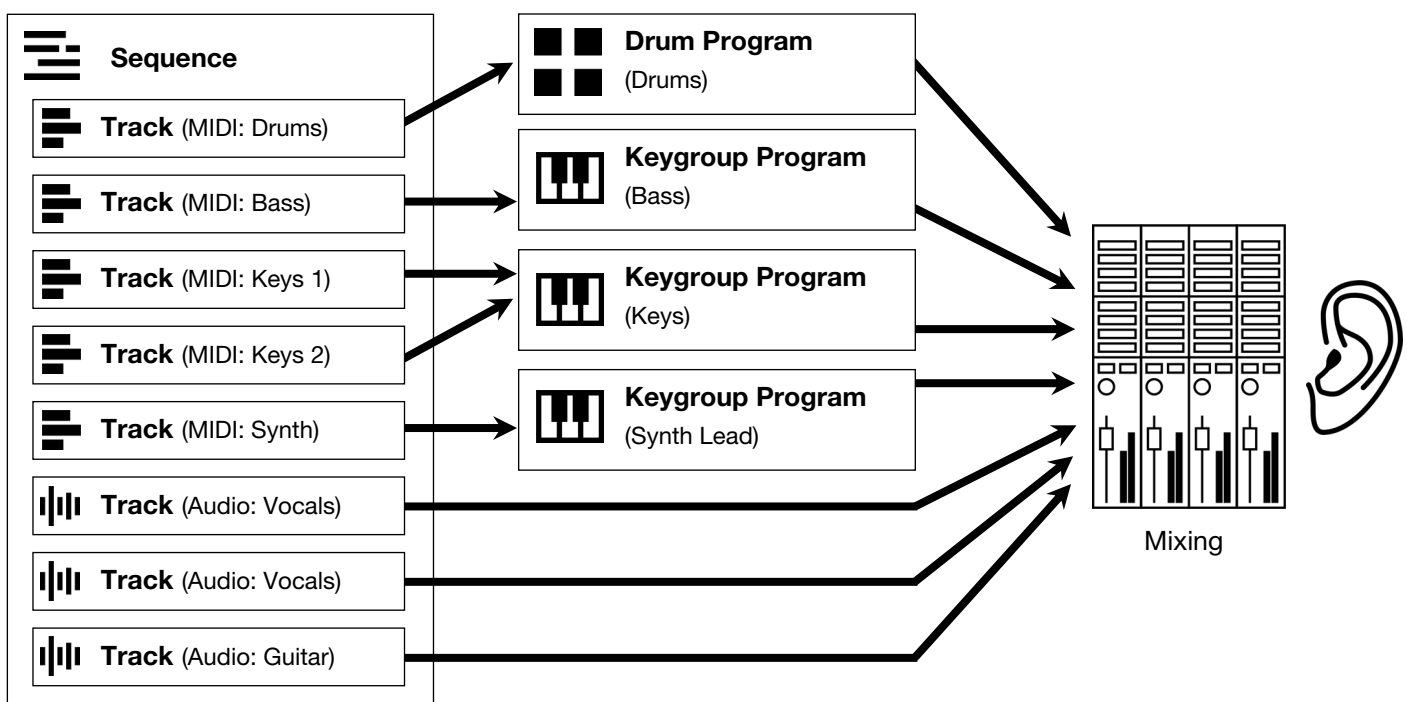 Sequence
Track (MIDI: Drums)
Track (MIDI: Bass)
Track (MIDI: Keys 1)
Track (MIDI: Keys 2)
Track (MIDI: Synth)
Track (Audio: Vocals)
Track (Audio: Vocals)
Track (Audio: Guitar)
Drum Program
(Drums)
Keygroup Program
(Bass)
Keygroup Program
(Keys)
Keygroup Program
(Synth Lead)
Mixing